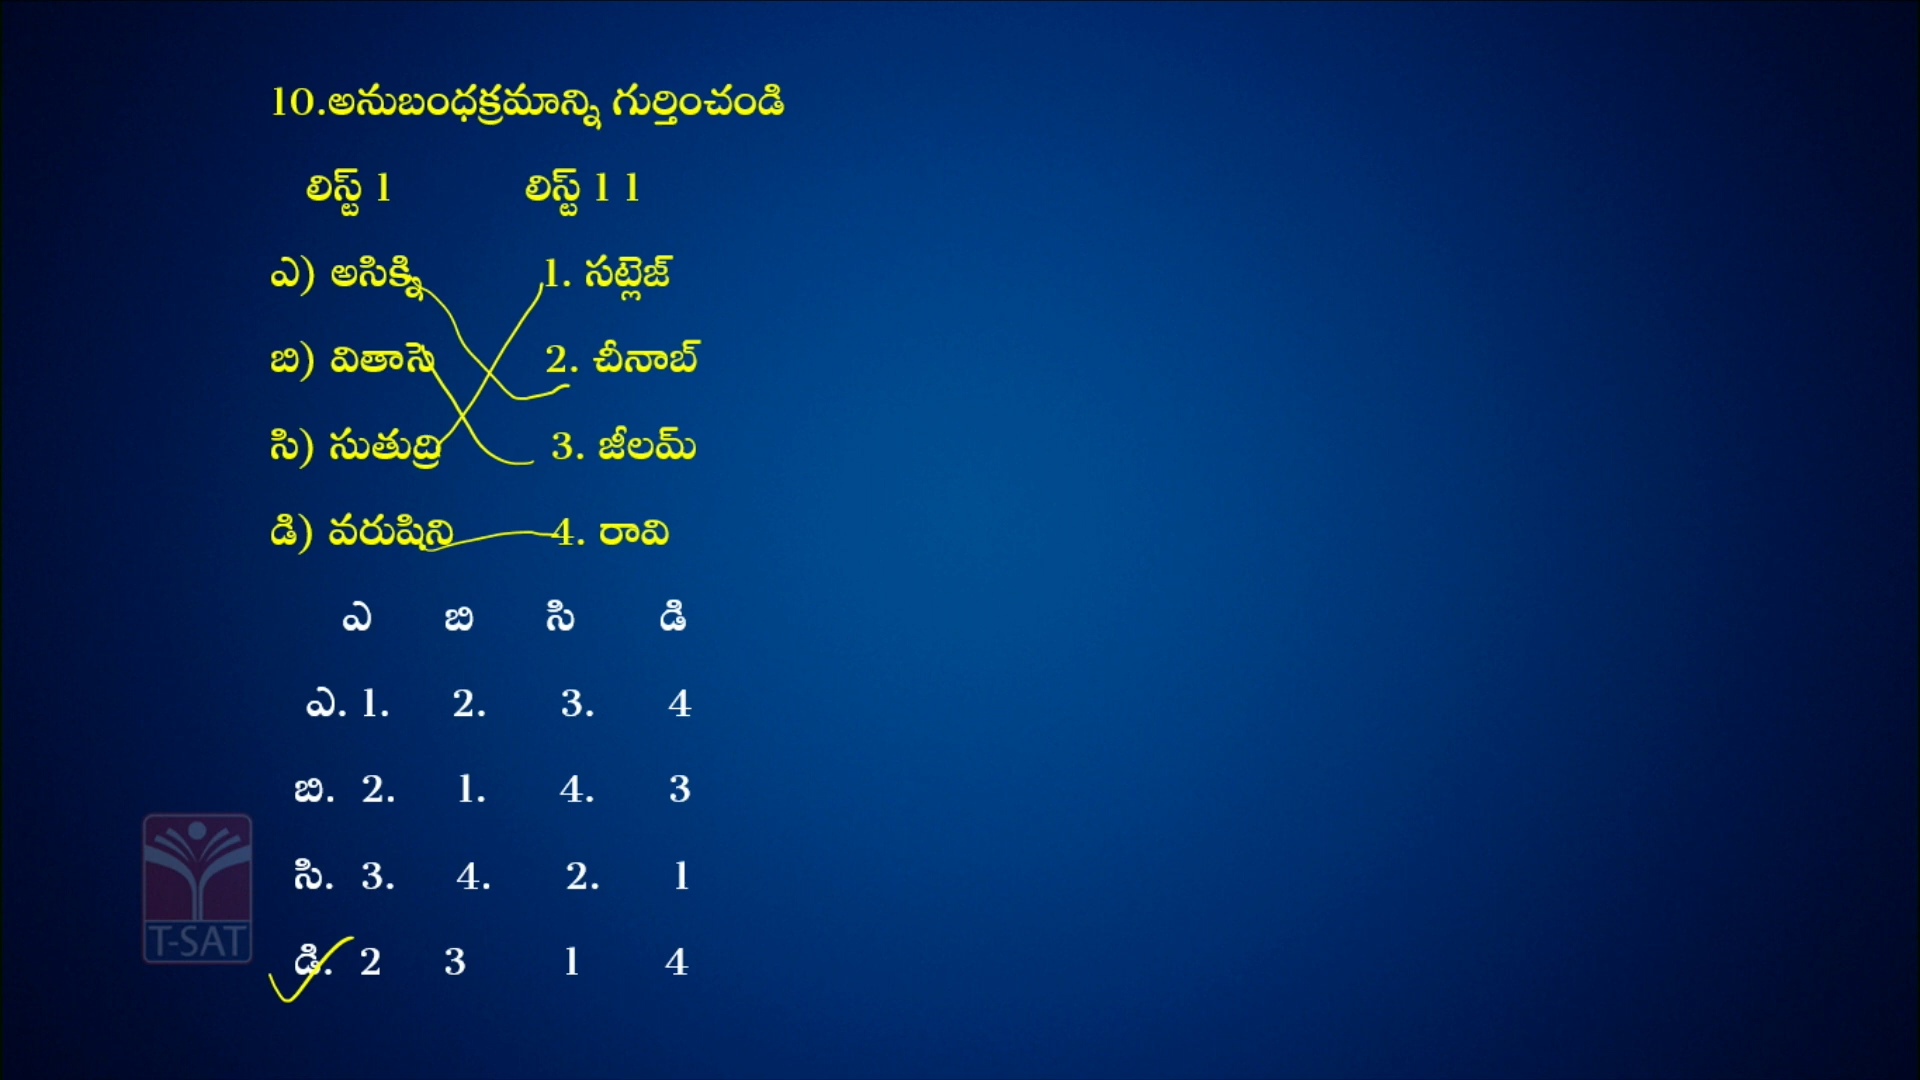 10.అనుబంధక్రమాన్ని గుర్తించండి
లిస్ట్ 1 లిస్ట్ 1 1
ఎ) అసిక్ని 1. సట్లెజ్
బి) వితాసె 2. చీనాబ్
సి) సుతుద్రి 3. జీలమ్
డి) వరుషిని 4. రావి
ఎ బి సి డి
ఎ. 1. 2. 3. 4
బి. 2. 1. 4. 3
సి. 3. 4. 2. 1
డి. 2 3 1 4
T-SAT